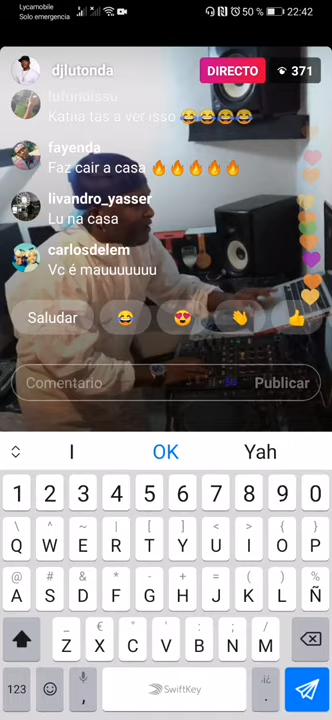 Lycamobile
Solo emergencia
50 %
22:42
djlutonda
DIRECTO
371
Katiia tas a ver isso 😂😂😂😂
fayenda
Faz cair a casa 🔥🔥🔥🔥🔥
livandro_yasser
Lu na casa
carlosdelem
Vc é mauuuuuuu
Saludar 😂 😍 👏 👍
Comentario
Publicar
I OK Yah
1 2 3 4 5 6 7 8 9 0
\ ^ ~ | [ ] < > { }
Q W E R T Y U I O P
@ # & * - + = ( ) %
A S D F G H J K L Ñ
_ € " ' : ; /
Z X C V B N M
123 , SwiftKey .